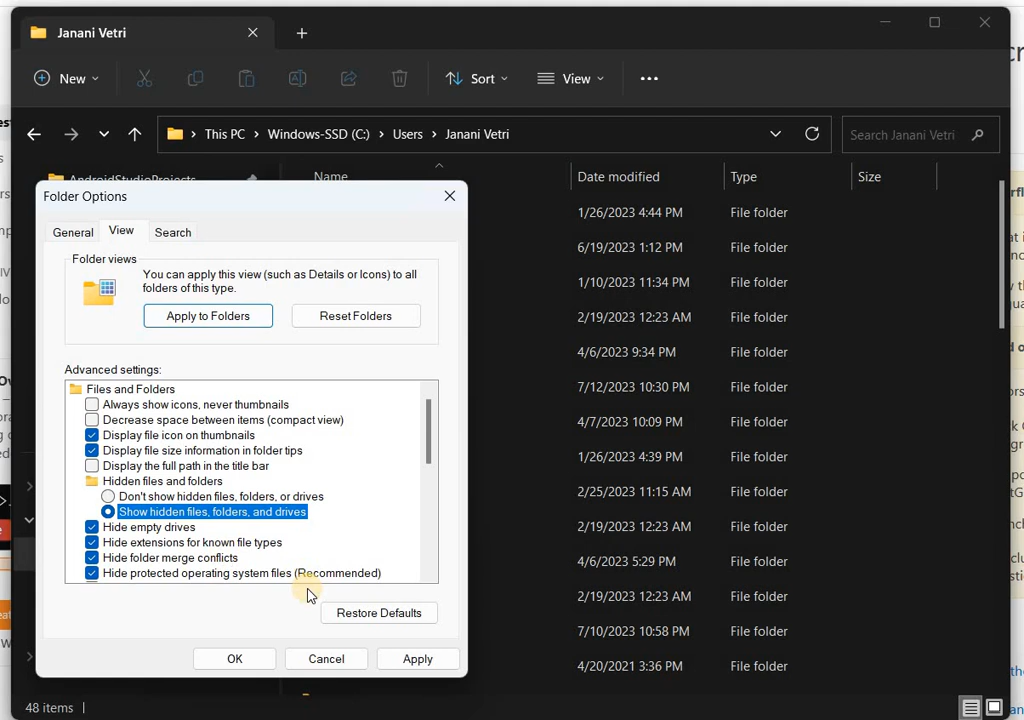 Janani Vetri
New
Sort
View
This PC > Windows-SSD (C:) > Users > Janani Vetri
Search Janani Vetri
AndroidStudioProjects
Name
Date modified
Type
Size
Folder Options
General
View
Search
Folder views
You can apply this view (such as Details or Icons) to all
folders of this type.
Apply to Folders
Reset Folders
Advanced settings:
Files and Folders
Always show icons, never thumbnails
Decrease space between items (compact view)
Display file icon on thumbnails
Display file size information in folder tips
Display the full path in the title bar
Hidden files and folders
Don't show hidden files, folders, or drives
Show hidden files, folders, and drives
Hide empty drives
Hide extensions for known file types
Hide folder merge conflicts
Hide protected operating system files (Recommended)
Restore Defaults
OK
Cancel
Apply
1/26/2023 4:44 PM File folder
6/19/2023 1:12 PM File folder
1/10/2023 11:34 PM File folder
2/19/2023 12:23 AM File folder
4/6/2023 9:34 PM File folder
7/12/2023 10:30 PM File folder
4/7/2023 10:09 PM File folder
1/26/2023 4:39 PM File folder
2/25/2023 11:15 AM File folder
2/19/2023 12:23 AM File folder
4/6/2023 5:29 PM File folder
2/19/2023 12:23 AM File folder
7/10/2023 10:58 PM File folder
4/20/2021 3:36 PM File folder
48 items